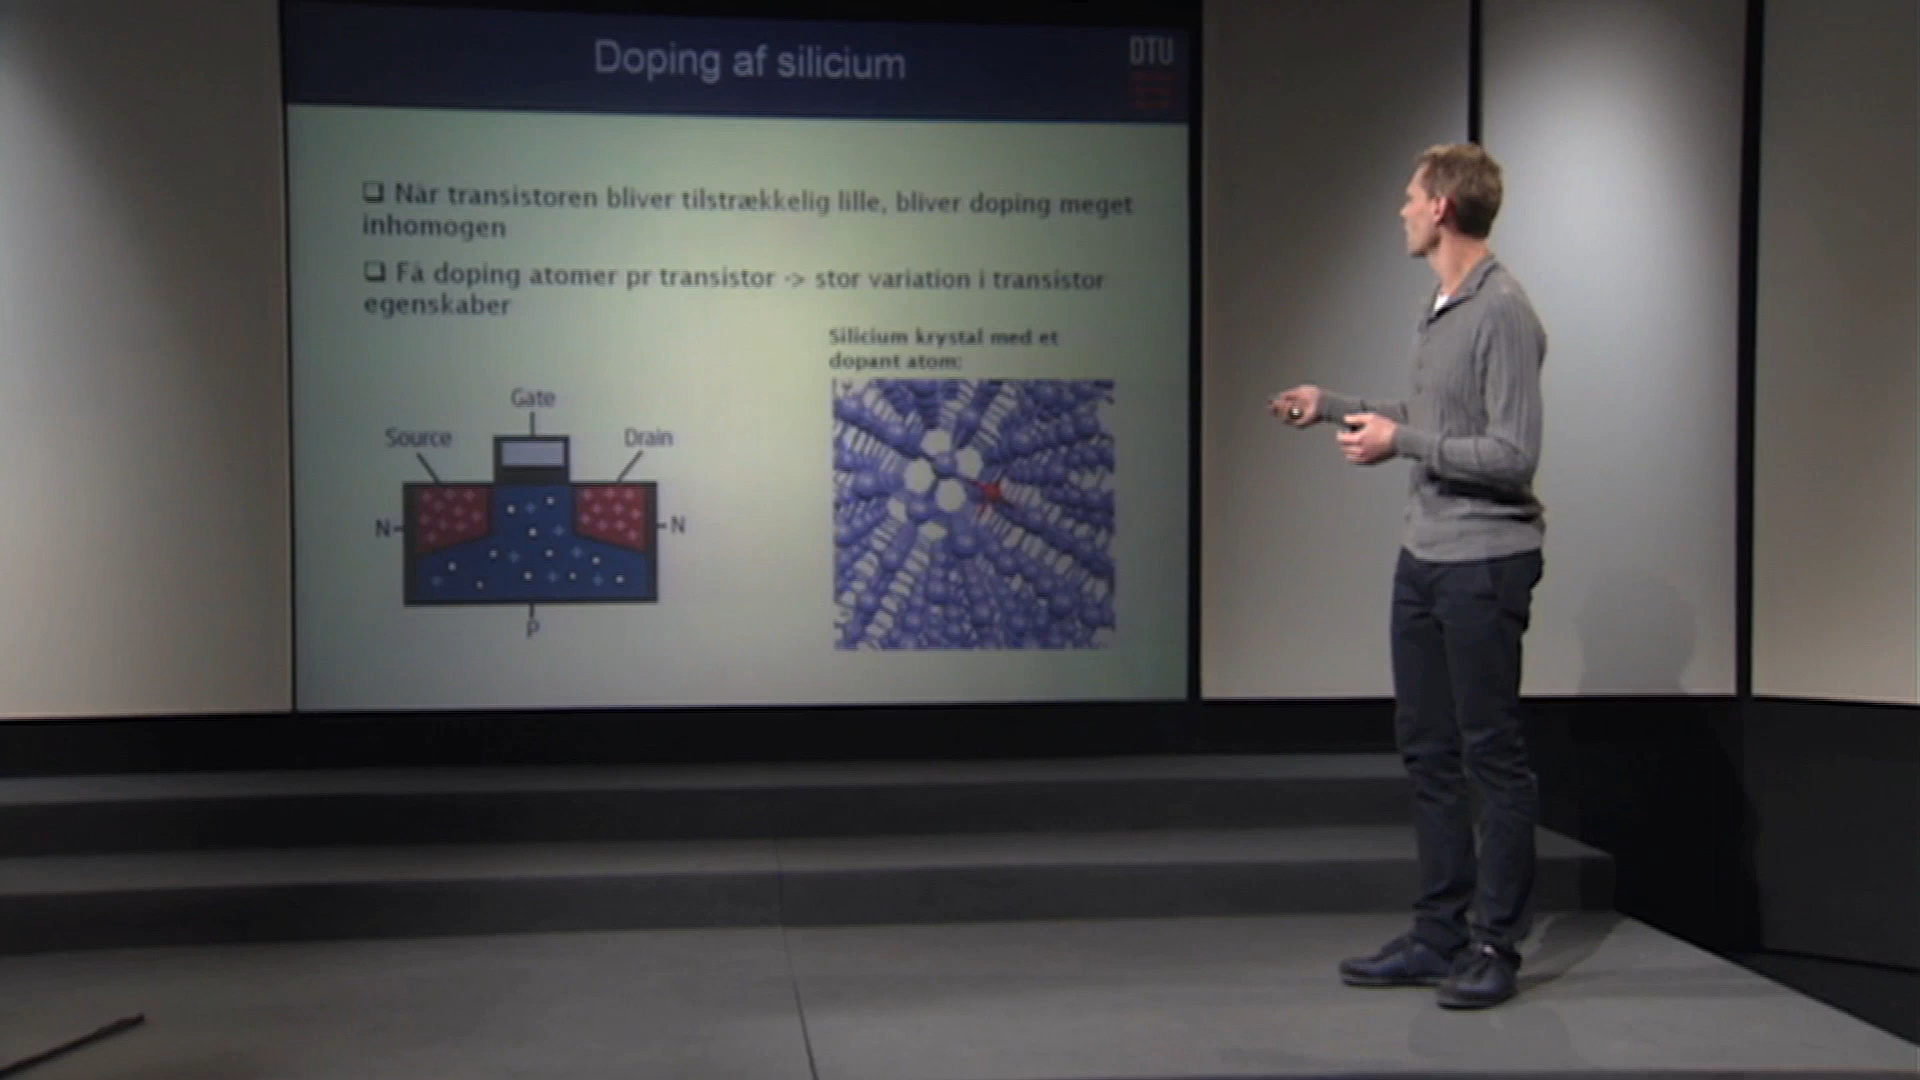 Doping af silicium
DTU
❑ Når transistoren bliver tilstrækkelig lille, bliver doping meget
inhomogen
❑ Få doping atomer pr transistor -> stor variation i transistor
egenskaber
Silicium krystal med et
dopant atom:
Gate
Source
Drain
N
N
P